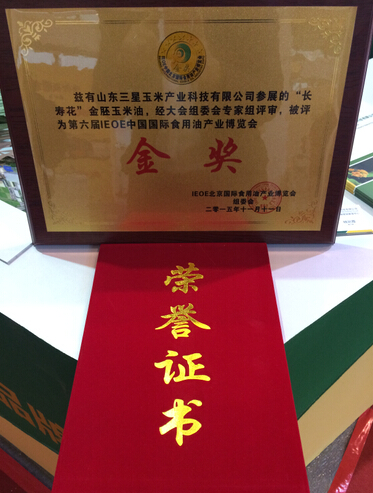 兹有山东三星玉米产业科技有限公司参展的“长
寿花”金胚玉米油,经大会组委会专家组评审,被评
为第六届IEOE中国国际食用油产业博览会
金奖
IEOE北京国际食用油产业博览会
组委会
二零一五年十一月十一日
荣誉证书
品牌